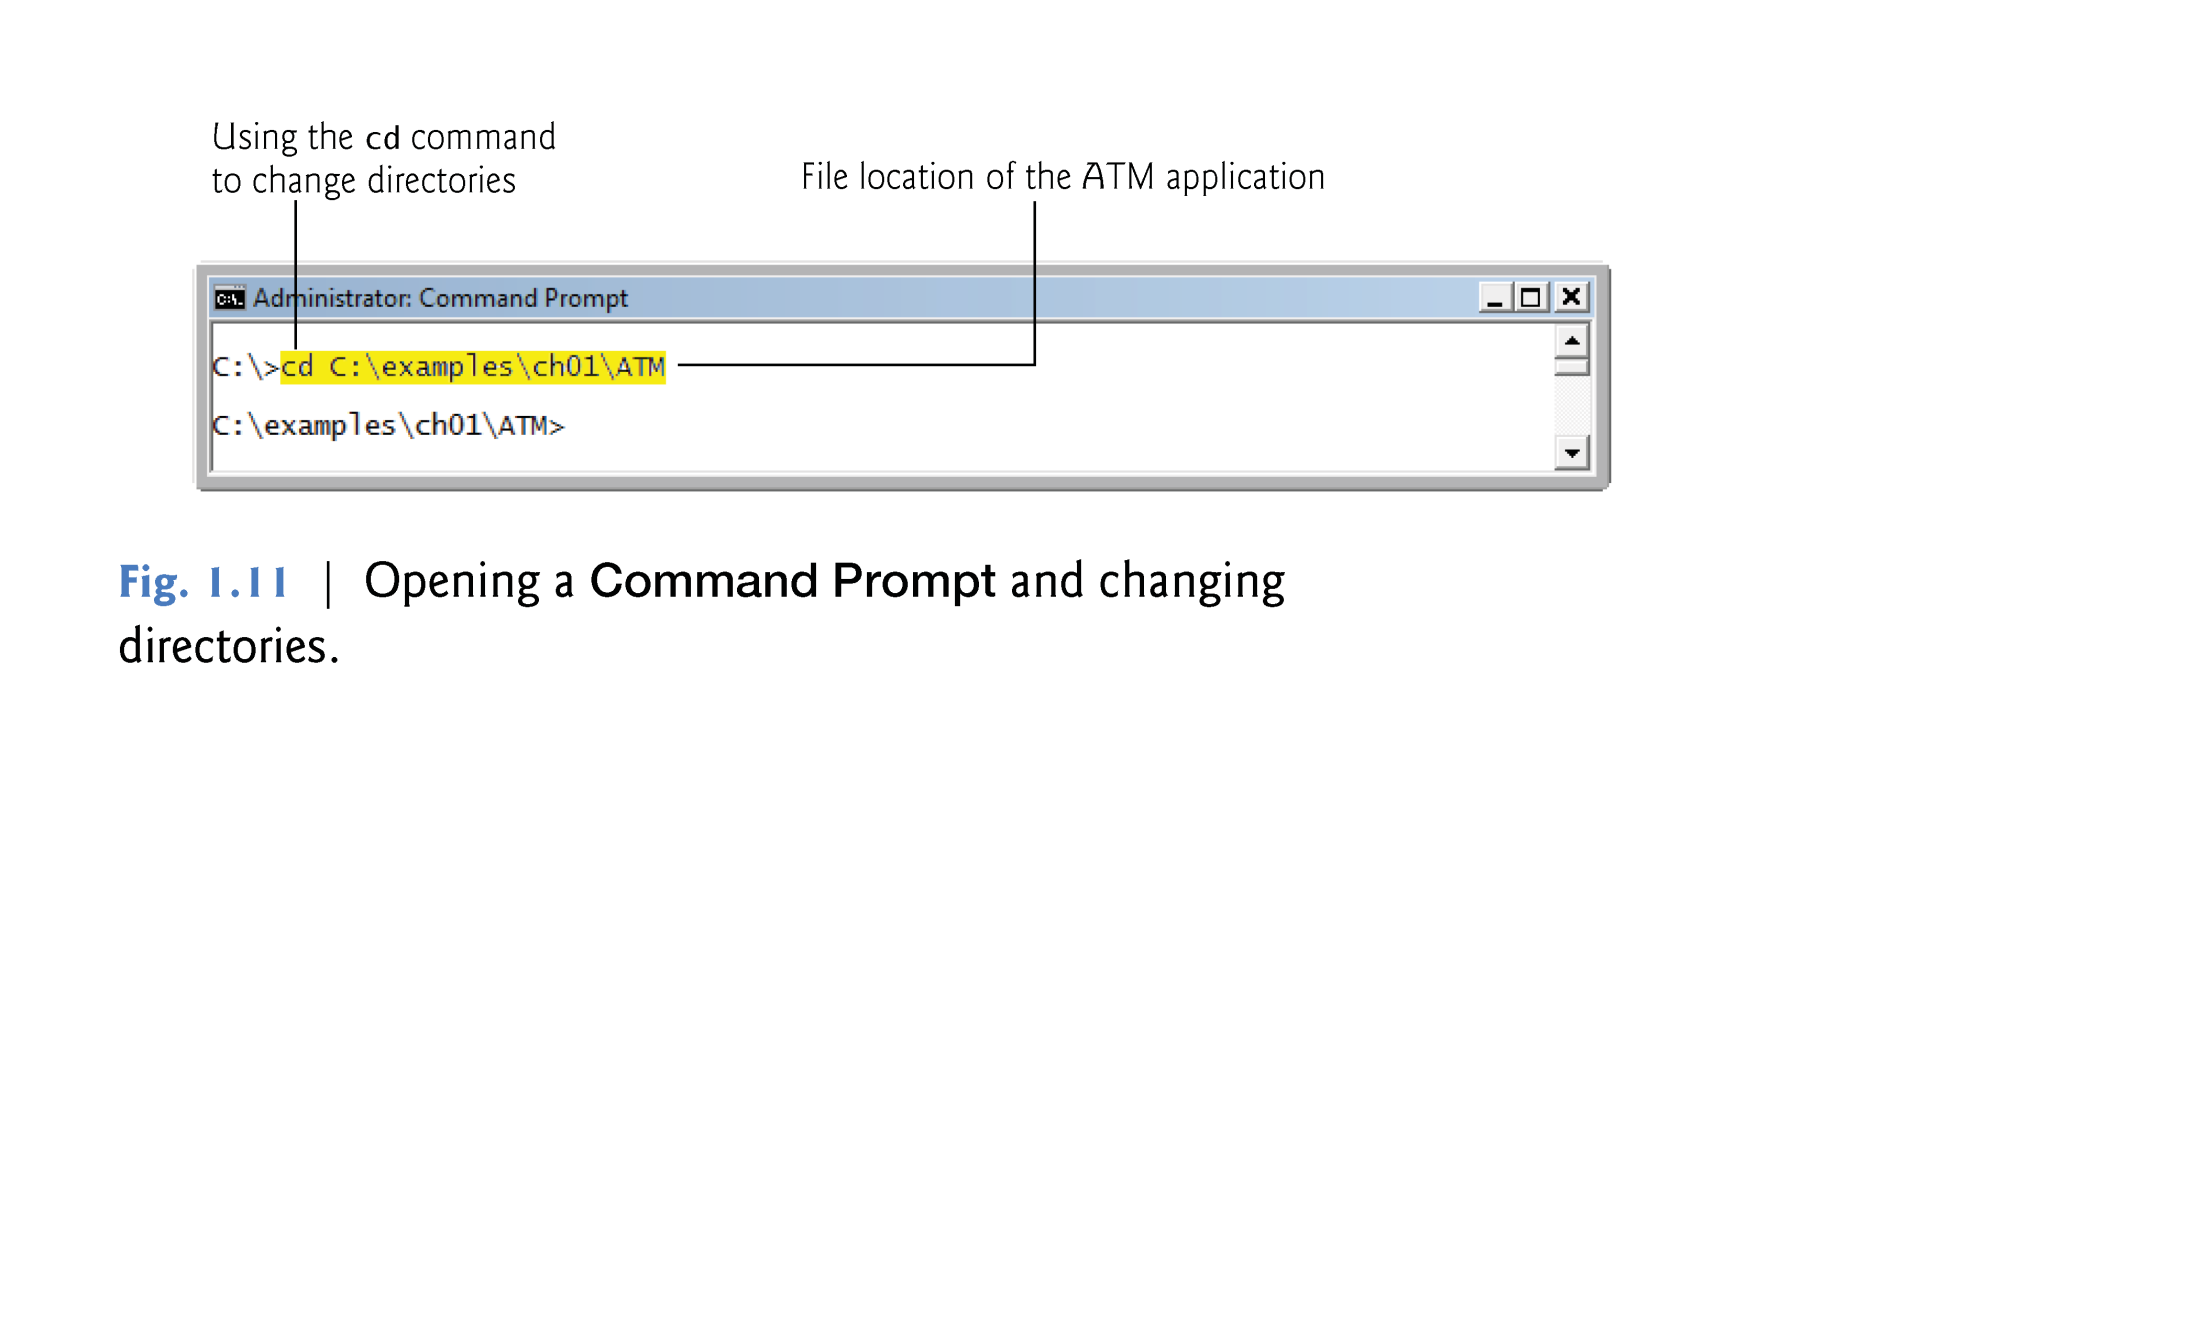 Using the cd command
to change directories
File location of the ATM application
Administrator: Command Prompt
C:\>cd C:\examples\ch01\ATM
C:\examples\ch01\ATM>
Fig. 1.11 | Opening a Command Prompt and changing
directories.